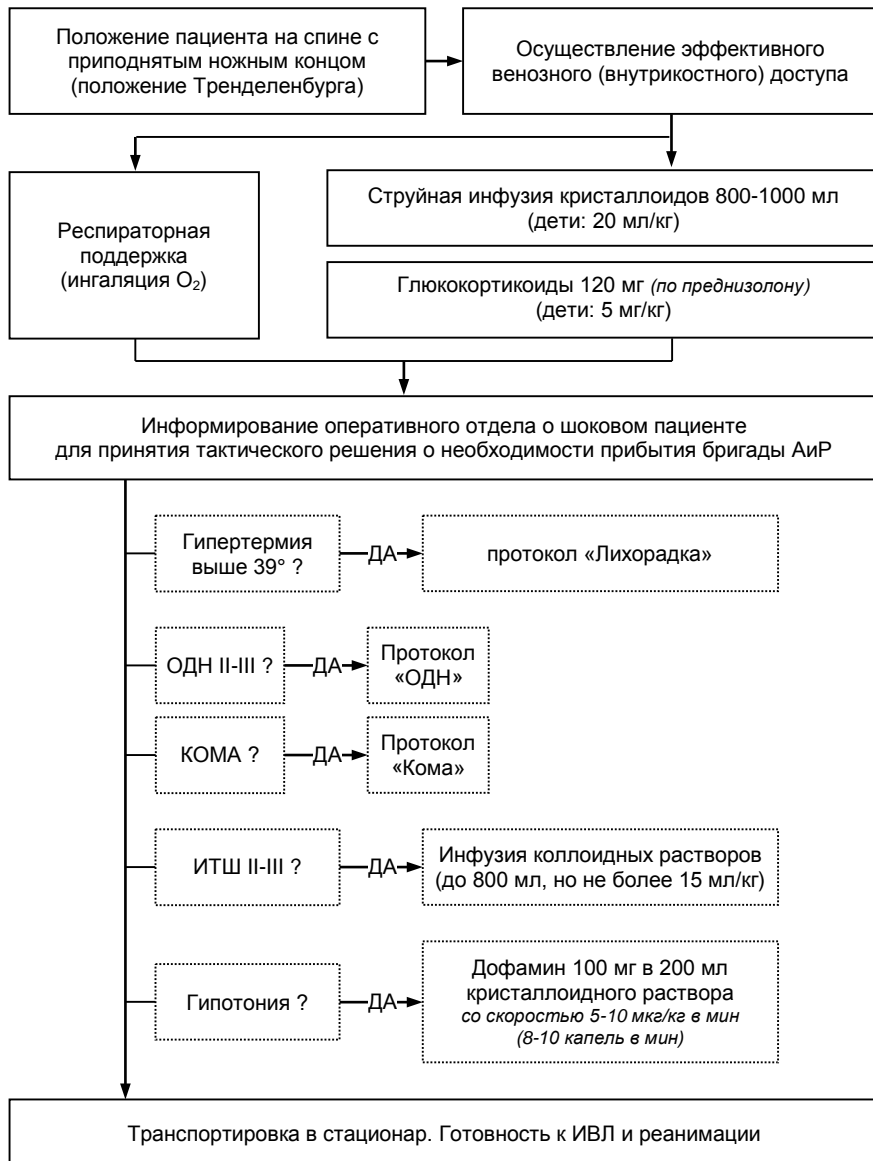 Положение пациента на спине с
приподнятым ножным концом
(положение Тренделенбурга)
Осуществление эффективного
венозного (внутрикостного) доступа
Респираторная
поддержка
(ингаляция O₂)
Струйная инфузия кристаллоидов 800-1000 мл
(дети: 20 мл/кг)
Глюкокортикоиды 120 мг (по преднизолону)
(дети: 5 мг/кг)
Информирование оперативного отдела о шоковом пациенте
для принятия тактического решения о необходимости прибытия бригады АиР
Гипертермия
выше 39° ?
ДА
протокол «Лихорадка»
ОДН II-III ?
ДА
Протокол
«ОДН»
КОМА ?
ДА
Протокол
«Кома»
ИТШ II-III ?
ДА
Инфузия коллоидных растворов
(до 800 мл, но не более 15 мл/кг)
Гипотония ?
ДА
Дофамин 100 мг в 200 мл
кристаллоидного раствора
со скоростью 5-10 мкг/кг в мин
(8-10 капель в мин)
Транспортировка в стационар. Готовность к ИВЛ и реанимации